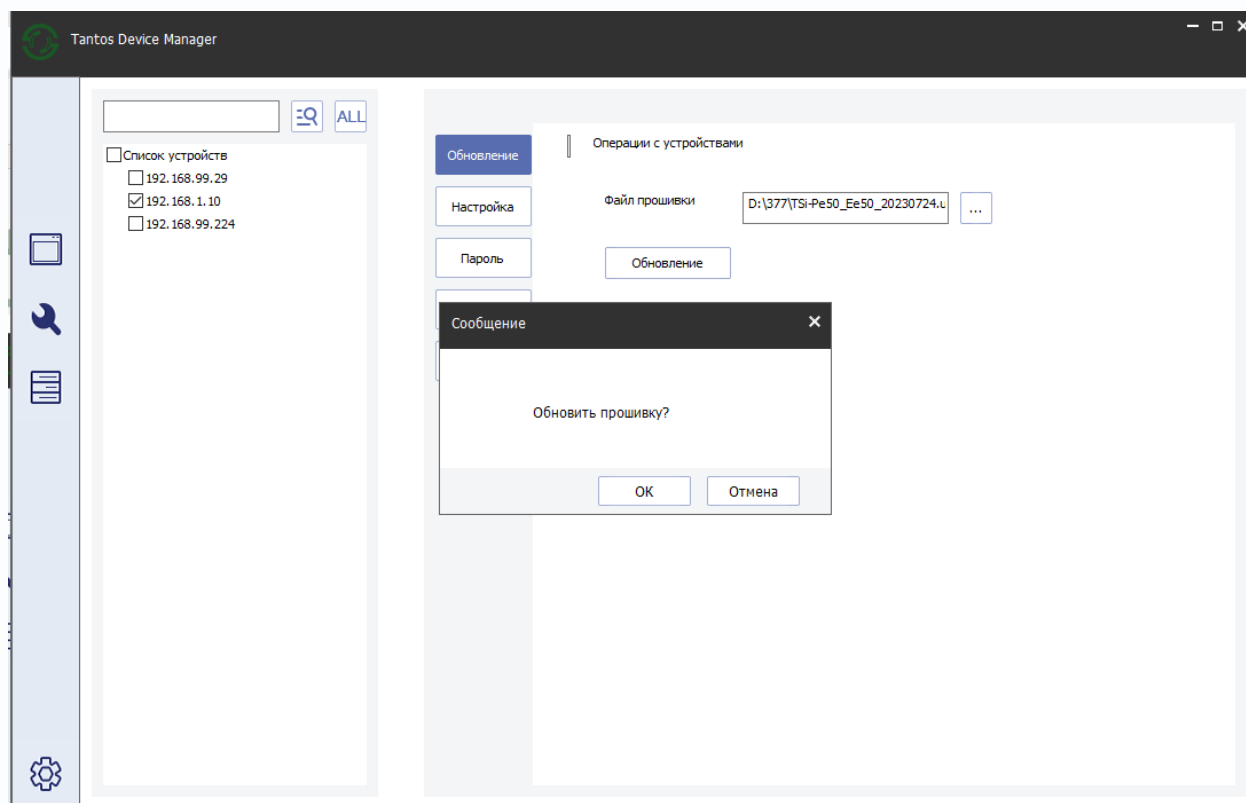 Tantos Device Manager
ALL
Список устройств
192.168.99.29
192.168.1.10
192.168.99.224
Обновление
Настройка
Пароль
Операции с устройствами
Файл прошивки
D:\377\TSi-Pe50_Ee50_20230724.u
...
Обновление
Сообщение
Обновить прошивку?
OK
Отмена